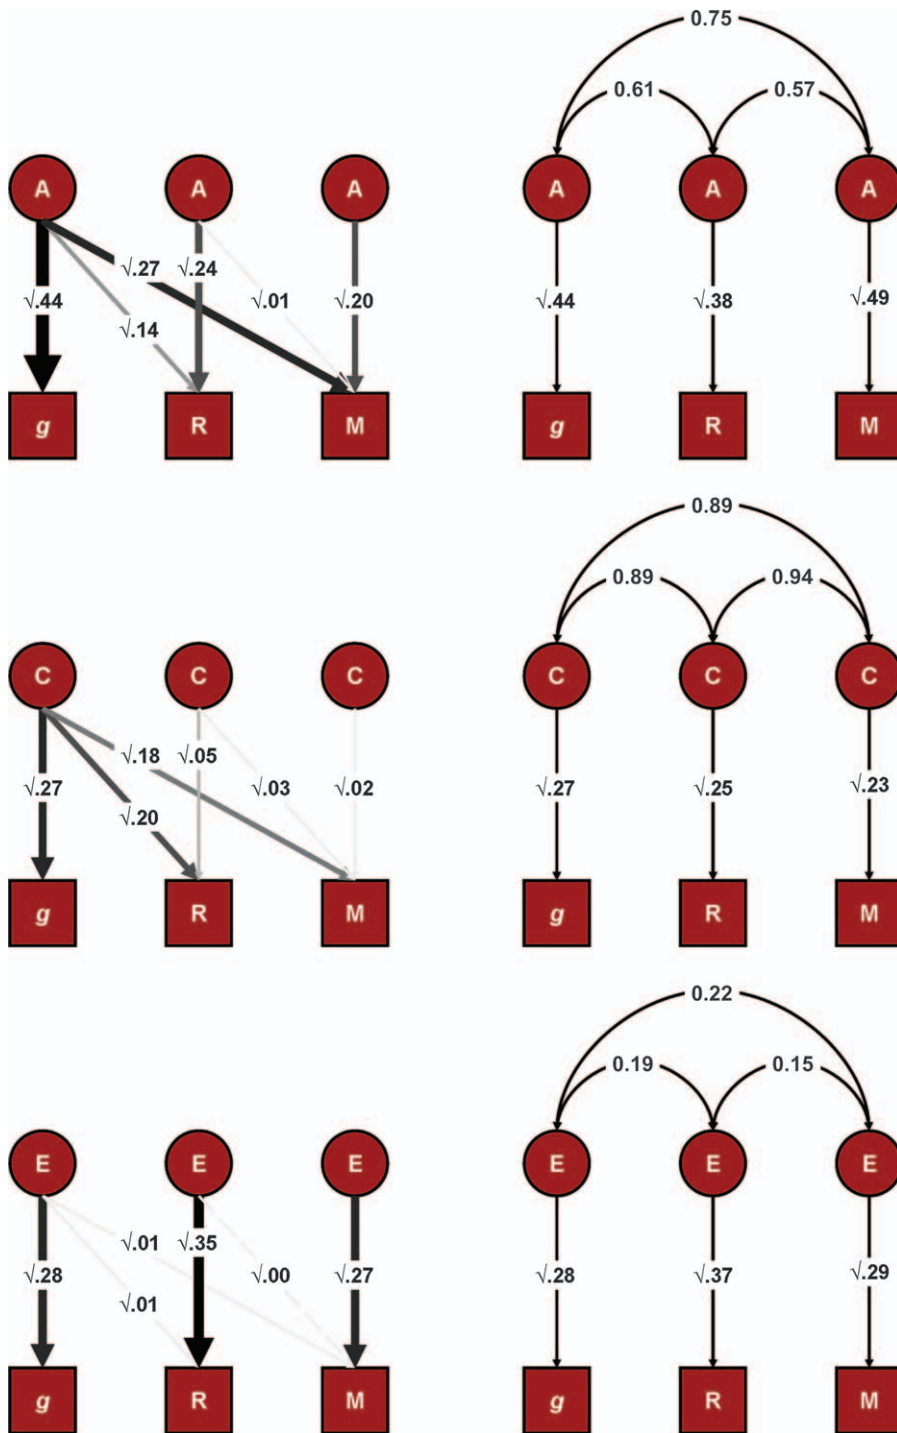 0.75
0.61 0.57
A A A A A A
√.27 √.24
√.44 √.01 √.20 √.44 √.38 √.49
√.14
g R M g R M
0.89
0.89 0.94
C C C C C C
√.18 √.05
√.27 √.03 √.02 √.27 √.25 √.23
√.20
g R M g R M
0.22
0.19 0.15
E E E E E E
√.01 √.35
√.28 √.00 √.27 √.28 √.37 √.29
√.01
g R M g R M